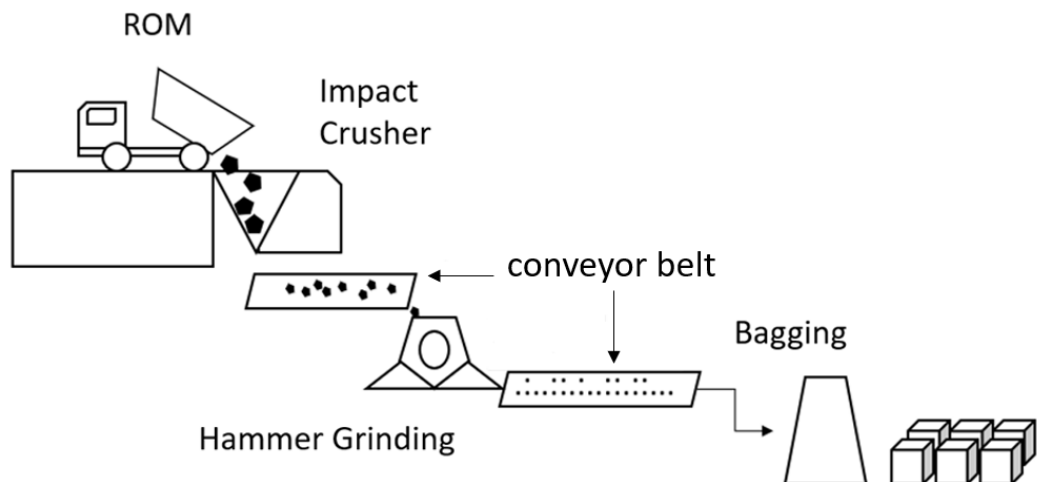 ROM
Impact
Crusher
conveyor belt
Bagging
Hammer Grinding